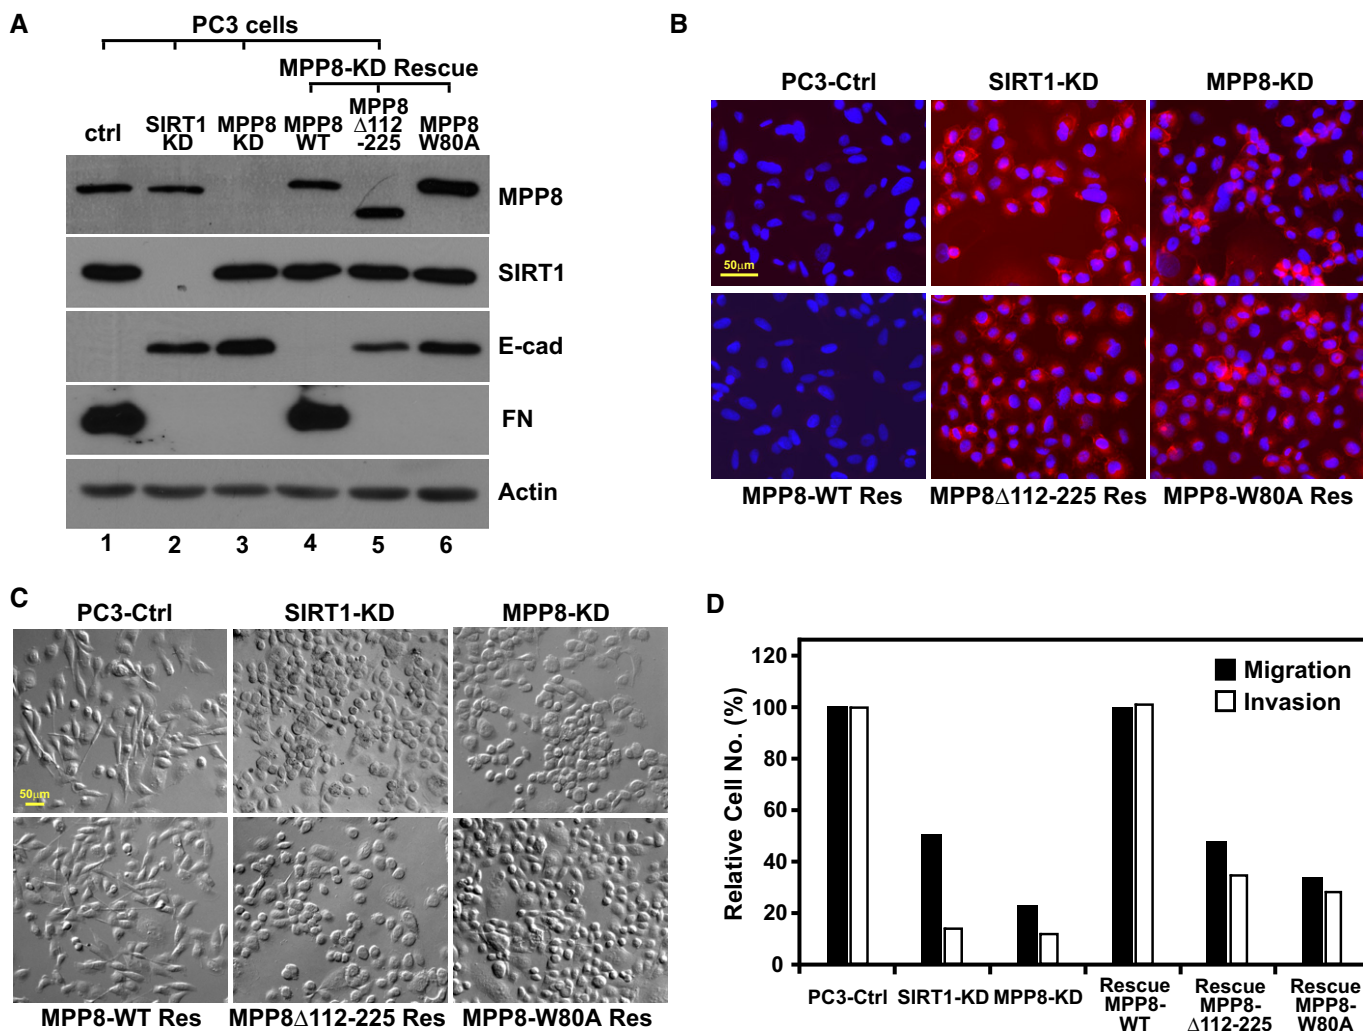 A
PC3 cells
MPP8-KD Rescue
ctrl
SIRT1
KD
MPP8
KD
MPP8
WT
MPP8
Δ112
-225
MPP8
W80A
MPP8
SIRT1
E-cad
FN
Actin
1 2 3 4 5 6
B
PC3-Ctrl SIRT1-KD MPP8-KD
50μm
MPP8-WT Res MPP8Δ112-225 Res MPP8-W80A Res
C
PC3-Ctrl SIRT1-KD MPP8-KD
50μm
MPP8-WT Res MPP8Δ112-225 Res MPP8-W80A Res
D
Relative Cell No. (%)
120
100
80
60
40
20
0
Migration
Invasion
PC3-Ctrl
SIRT1-KD
MPP8-KD
Rescue
MPP8-
WT
Rescue
MPP8-
Δ112-225
Rescue
MPP8-
W80A